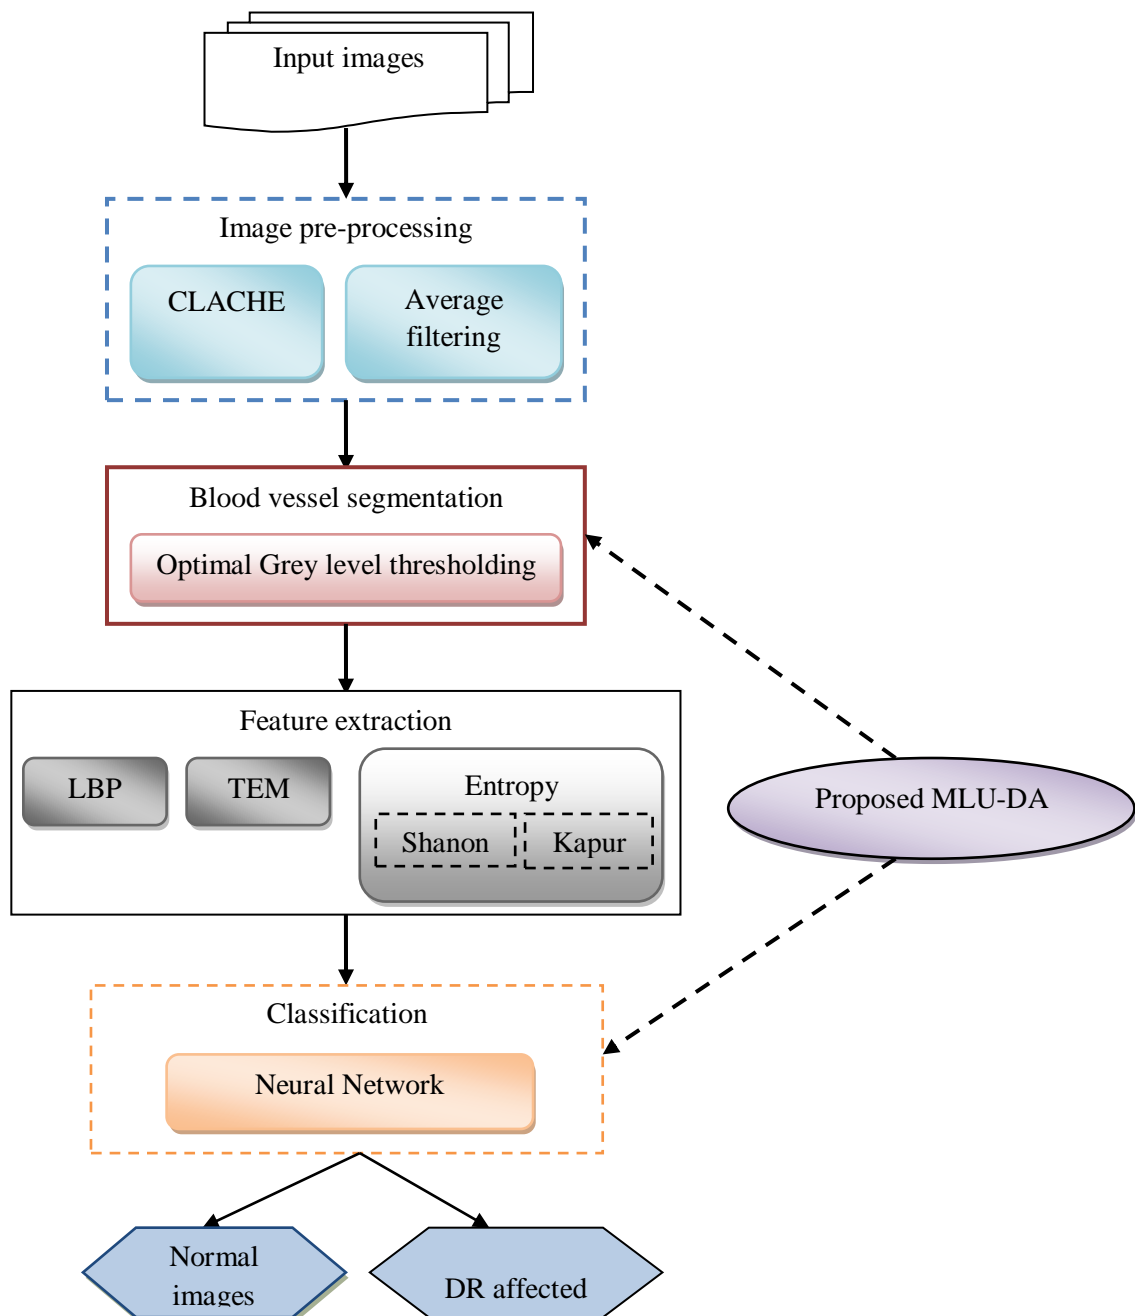 Input images
Image pre-processing
CLACHE
Average
filtering
Blood vessel segmentation
Optimal Grey level thresholding
Feature extraction
LBP
TEM
Entropy
Shanon
Kapur
Proposed MLU-DA
Classification
Neural Network
Normal
images
DR affected